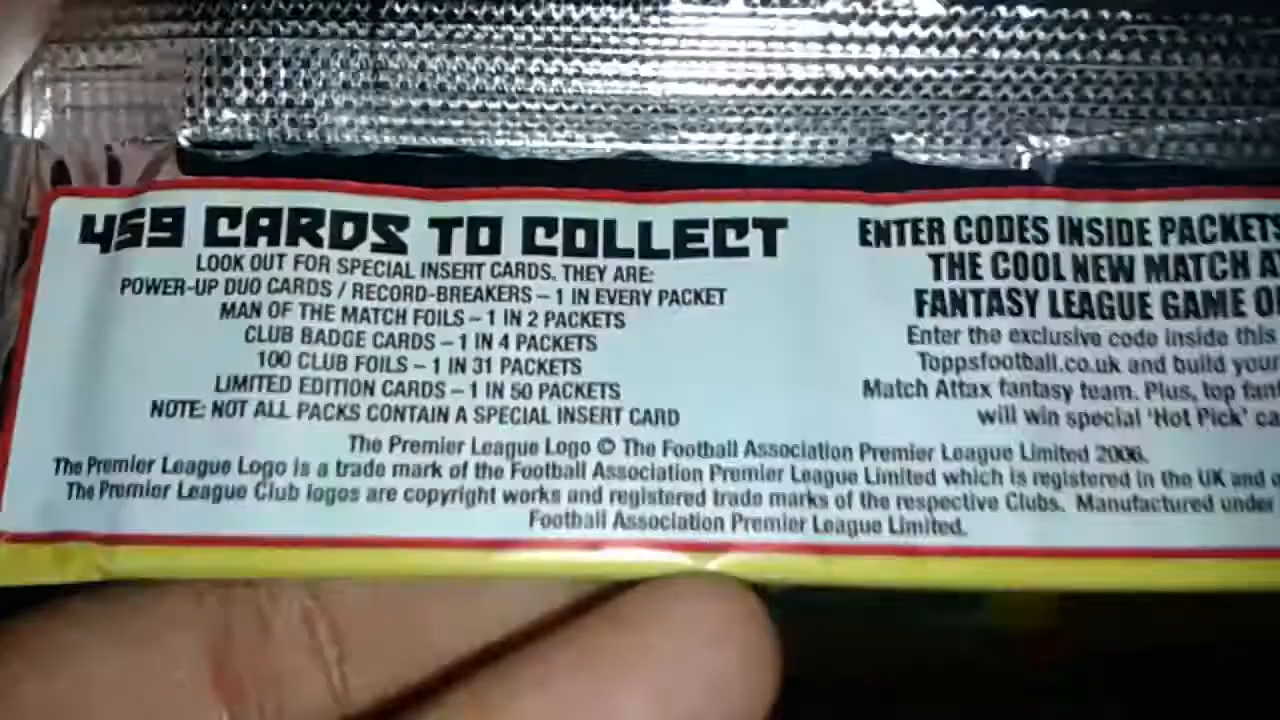 459 CARDS TO COLLECT
LOOK OUT FOR SPECIAL INSERT CARDS. THEY ARE:
POWER-UP DUO CARDS / RECORD-BREAKERS – 1 IN EVERY PACKET
MAN OF THE MATCH FOILS – 1 IN 2 PACKETS
CLUB BADGE CARDS – 1 IN 4 PACKETS
100 CLUB FOILS – 1 IN 31 PACKETS
LIMITED EDITION CARDS – 1 IN 50 PACKETS
NOTE: NOT ALL PACKS CONTAIN A SPECIAL INSERT CARD
ENTER CODES INSIDE PACKETS
THE COOL NEW MATCH AT
FANTASY LEAGUE GAME O
Enter the exclusive code inside this
Toppsfootball.co.uk and build your
Match Attax fantasy team. Plus, top fan
will win special 'Hot Pick' ca
The Premier League Logo © The Football Association Premier League Limited
The Premier League Logo is a trade mark of the Football Association Premier League Limited which is registered in the UK and o
The Premier League Club logos are copyright works and registered trade marks of the respective Clubs. Manufactured under
Football Association Premier League Limited.